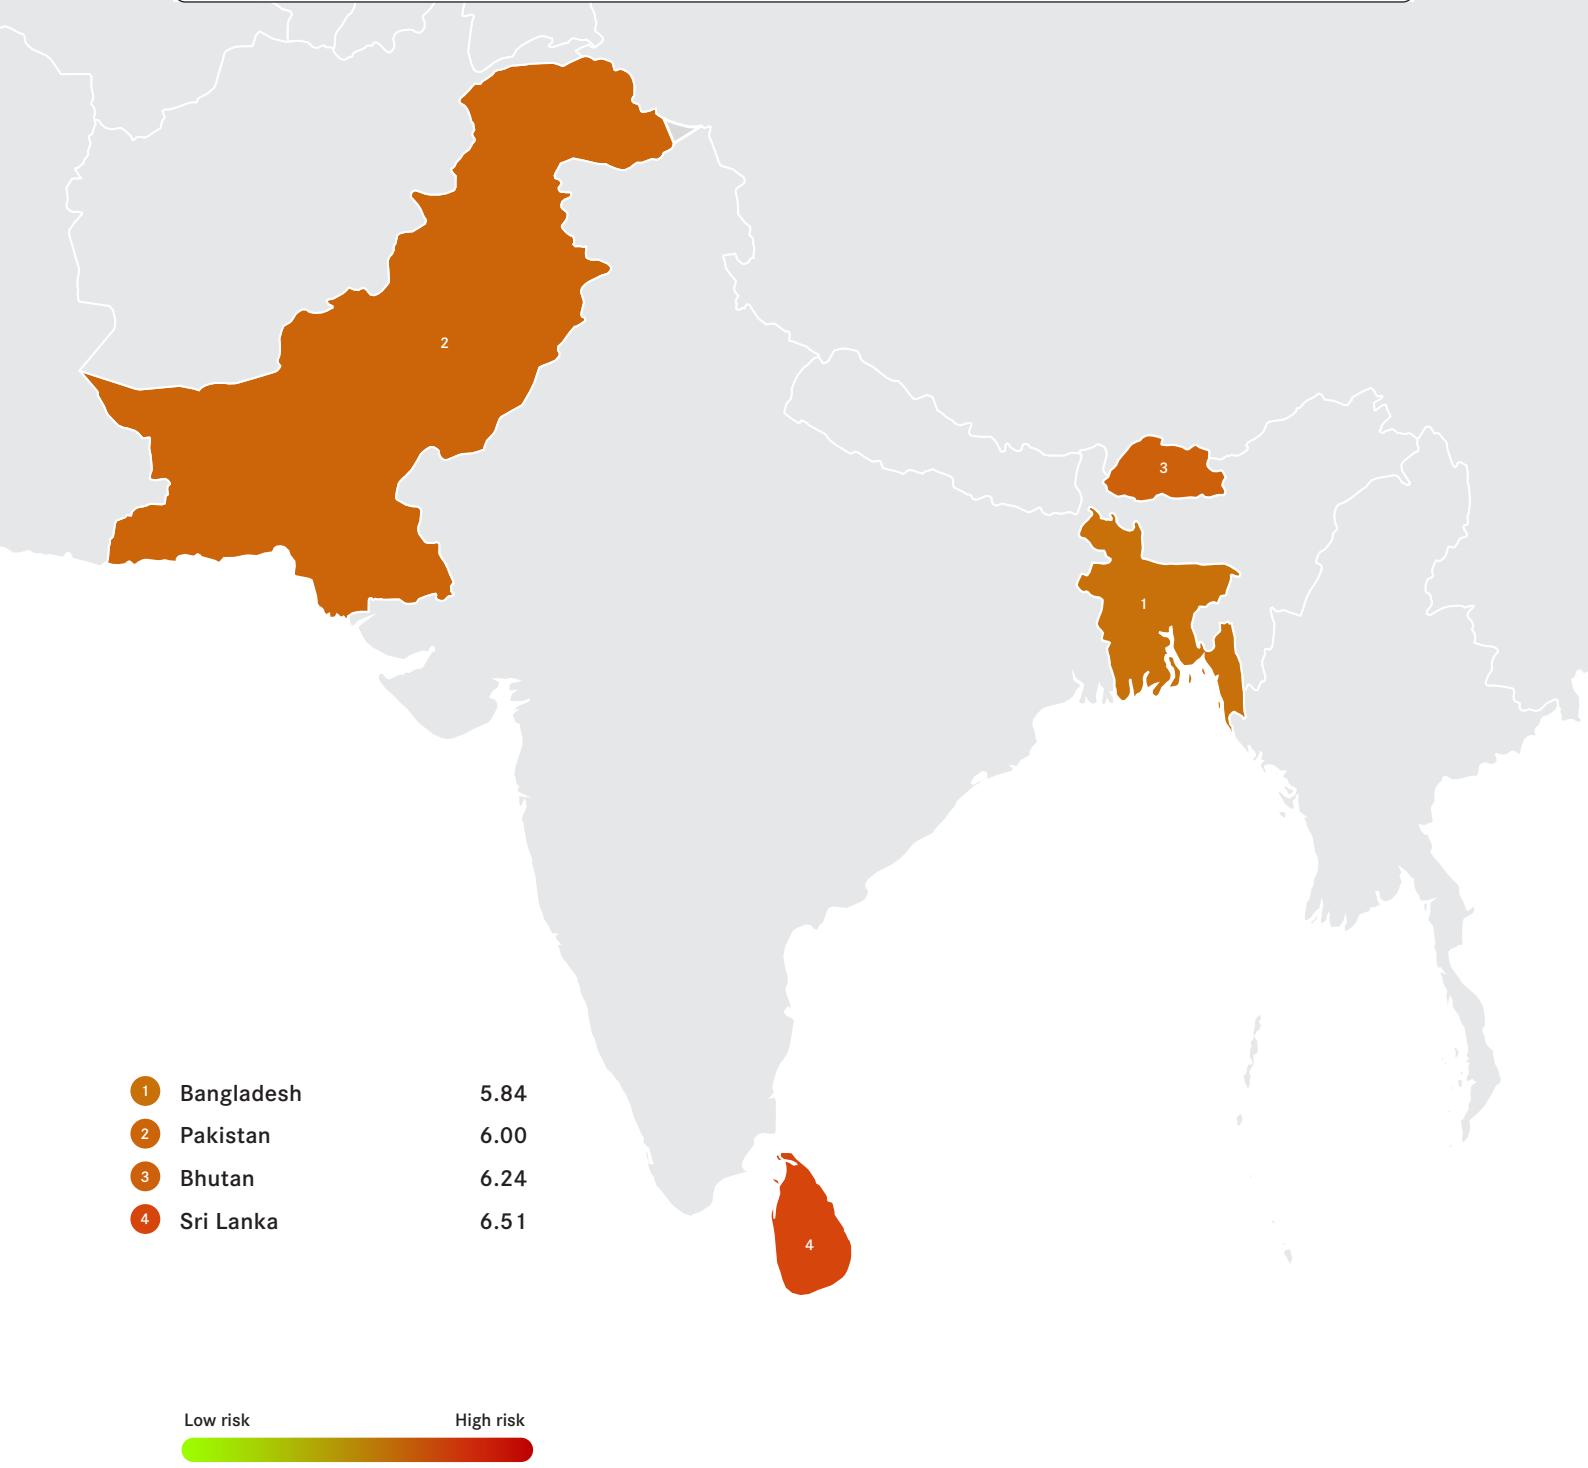 2
3
1
1 Bangladesh 5.84
2 Pakistan 6.00
3 Bhutan 6.24
4 Sri Lanka 6.51
4
Low risk High risk